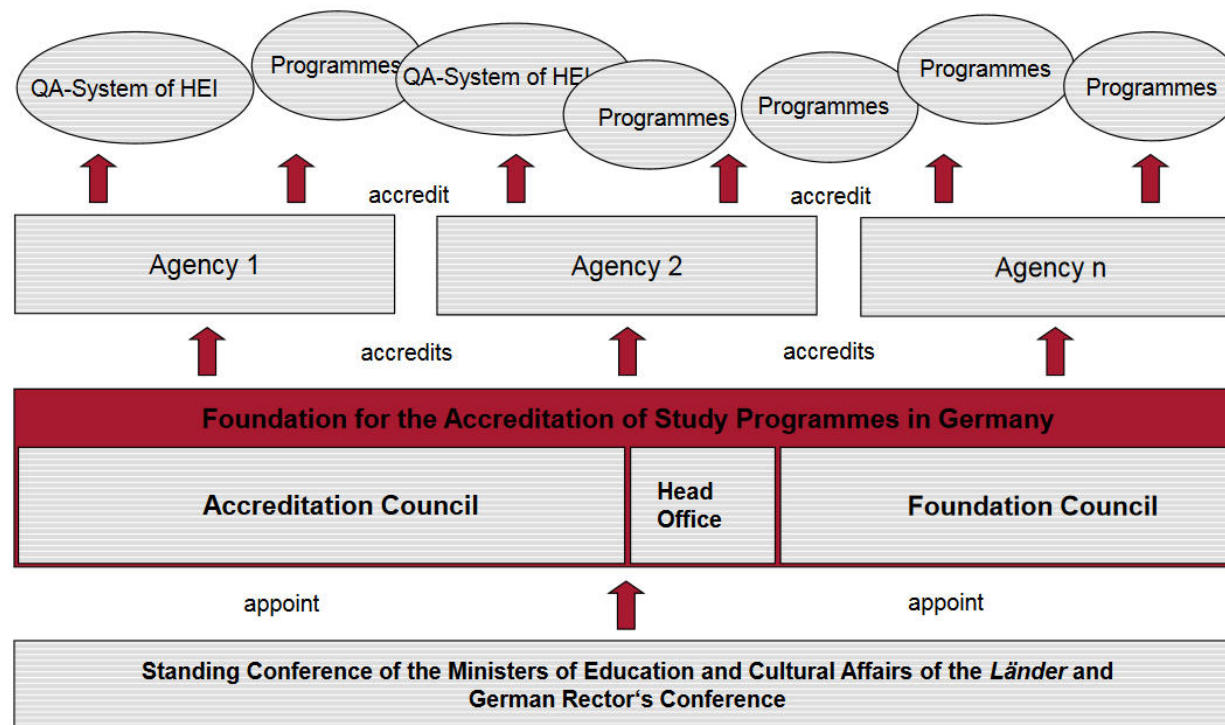 QA-System of HEI
Programmes
QA-System of HEI
Programmes
Programmes
Programmes
Programmes
accredit
accredit
Agency 1
Agency 2
Agency n
accredits
accredits
Foundation for the Accreditation of Study Programmes in Germany
Accreditation Council
Head
Office
Foundation Council
appoint
appoint
Standing Conference of the Ministers of Education and Cultural Affairs of the Länder and
German Rector‘s Conference